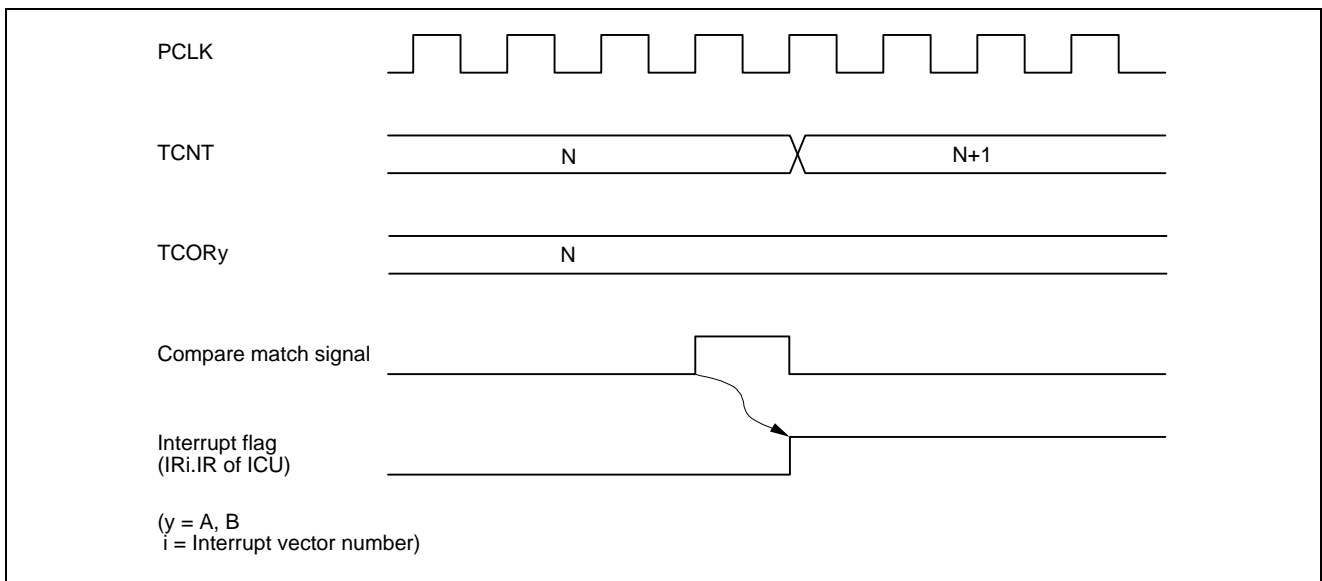 PCLK
TCNT
N
N+1
TCORy
N
Compare match signal
Interrupt flag
(IRi.IR of ICU)
(y = A, B
i = Interrupt vector number)